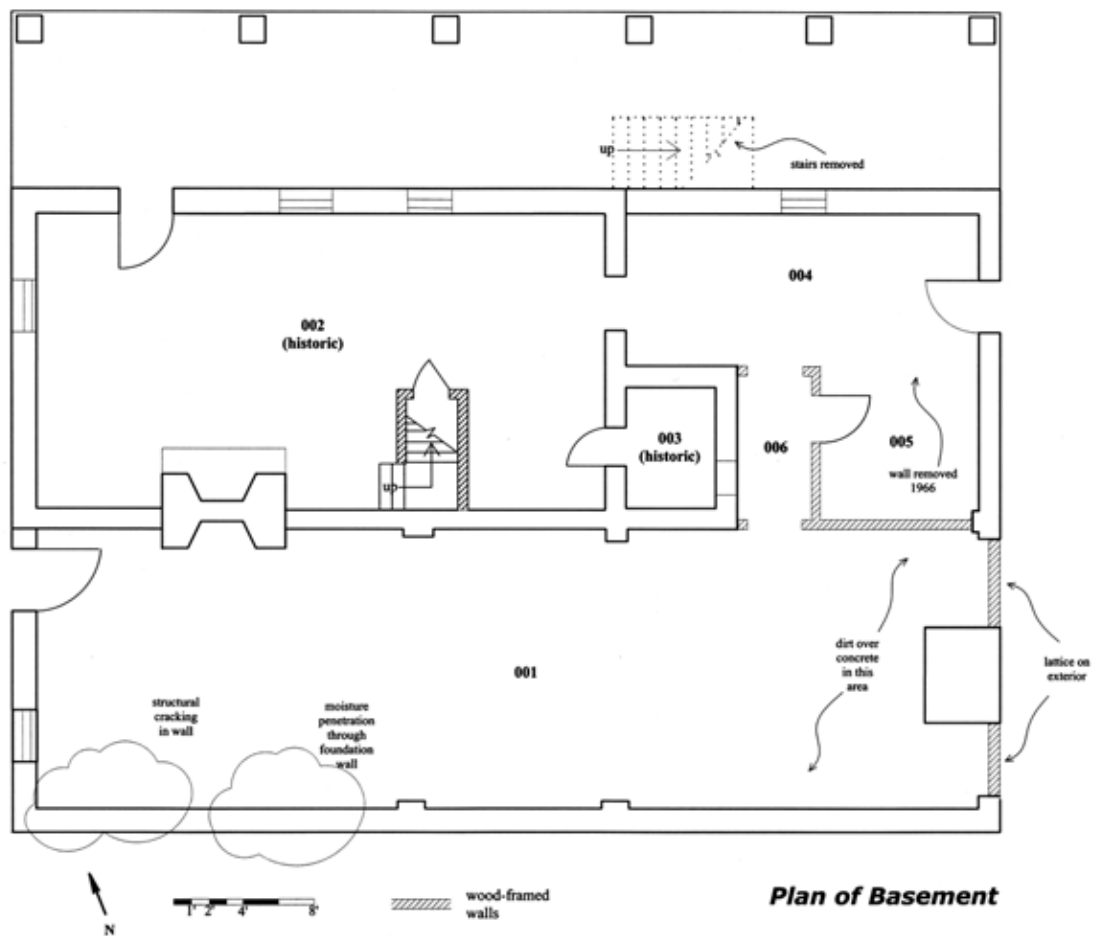 up
stairs removed
004
002
(historic)
003
(historic)
006
005
wall removed
1966
up
dirt over
concrete
in this
area
lattice on
exterior
001
structural
cracking
in wall
moisture
penetration
through
foundation
wall
N
1' 2' 4' 8'
wood-framed
walls
Plan of Basement